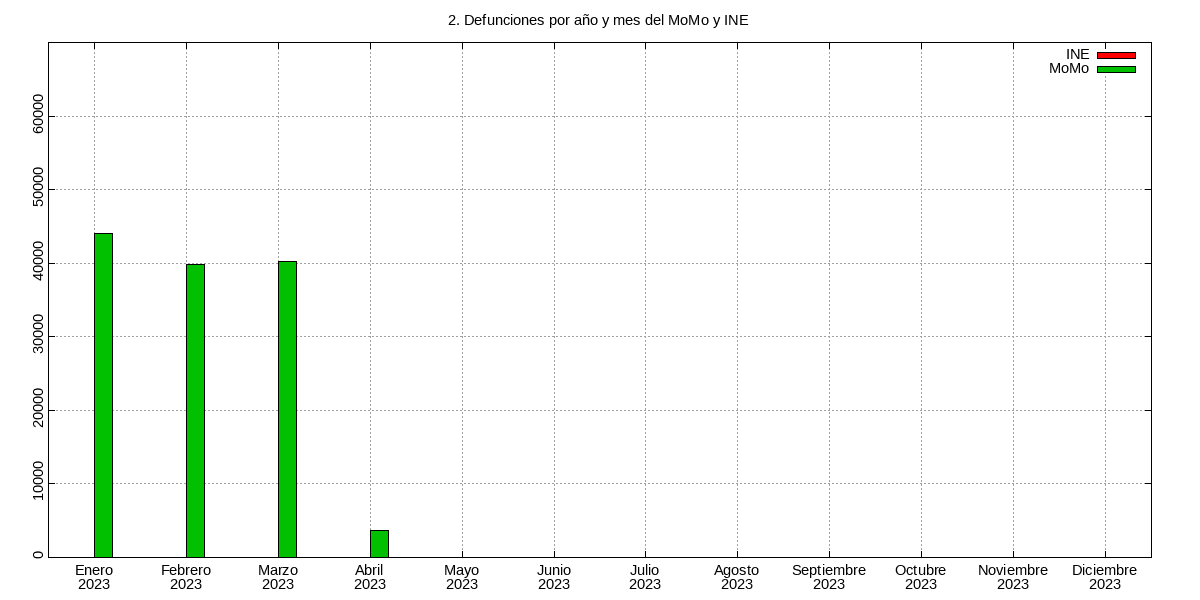 2. Defunciones por año y mes del MoMo y INE
INE
MoMo
60000
50000
40000
30000
20000
10000
0
Enero Febrero Marzo Abril Mayo Junio Julio Agosto Septiembre Octubre Noviembre Diciembre
2023 2023 2023 2023 2023 2023 2023 2023 2023 2023 2023 2023